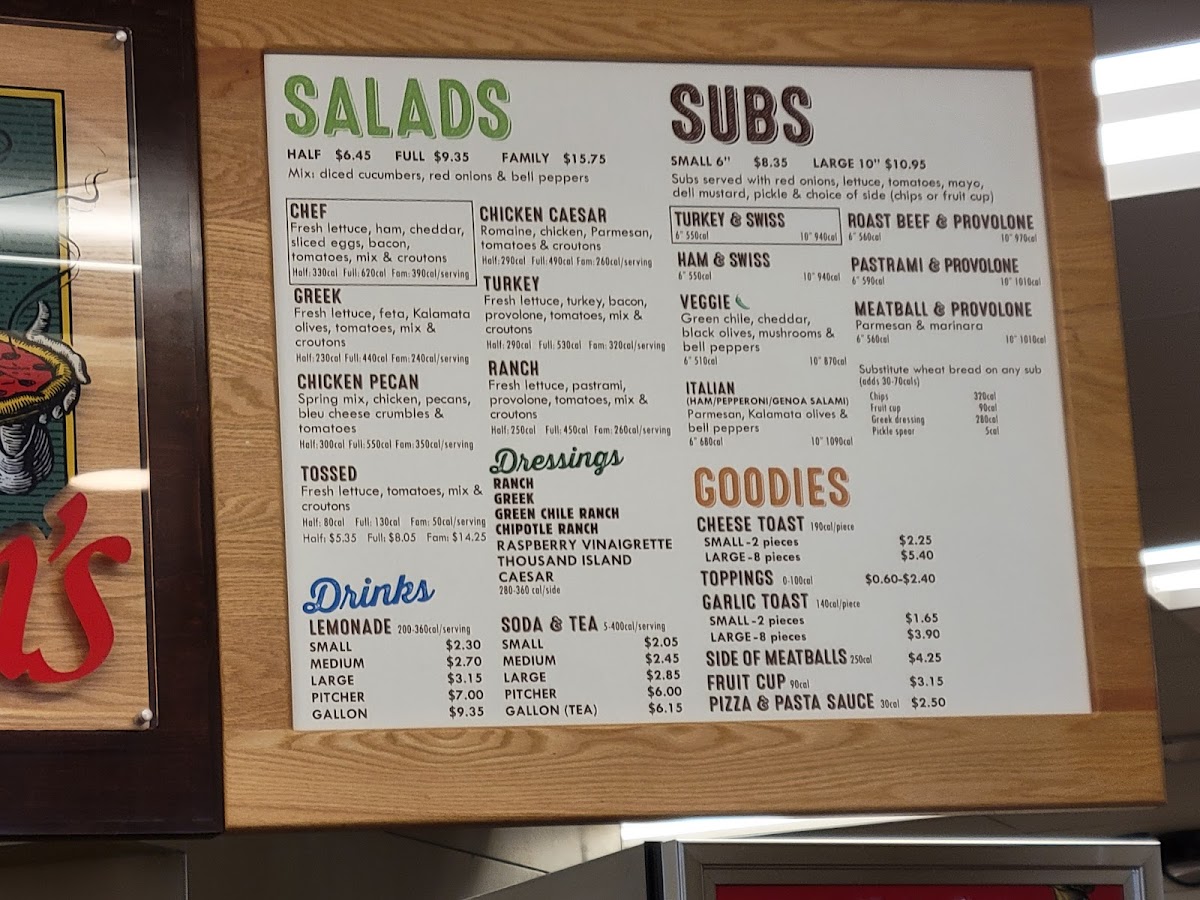 n's
SALADS
HALF $6.45 FULL $9.35 FAMILY $15.75
Mix: diced cucumbers, red onions & bell peppers
CHEF
Fresh lettuce, ham, cheddar,
sliced eggs, bacon,
tomatoes, mix & croutons
Half: 330cal Full: 620cal Fam: 390cal/serving
GREEK
Fresh lettuce, feta, Kalamata
olives, tomatoes, mix &
croutons
Half: 230cal Full: 440cal Fam: 240cal/serving
CHICKEN PECAN
Spring mix, chicken, pecans,
bleu cheese crumbles &
tomatoes
Half: 300cal Full: 550cal Fam: 350cal/serving
TOSSED
Fresh lettuce, tomatoes, mix &
croutons
Half: 80cal Full: 130cal Fam: 50cal/serving
Half: $5.35 Full: $8.05 Fam: $14.25
CHICKEN CAESAR
Romaine, chicken, Parmesan,
tomatoes & croutons
Half: 290cal Full: 490cal Fam: 260cal/serving
TURKEY
Fresh lettuce, turkey, bacon,
provolone, tomatoes, mix &
croutons
Half: 290cal Full: 530cal Fam: 320cal/serving
RANCH
Fresh lettuce, pastrami,
provolone, tomatoes, mix &
croutons
Half: 250cal Full: 450cal Fam: 260cal/serving
Dressings
RANCH
GREEK
GREEN CHILE RANCH
CHIPOTLE RANCH
RASPBERRY VINAIGRETTE
THOUSAND ISLAND
CAESAR
280-360 cal/side
Drinks
LEMONADE 200-360cal/serving
SMALL $2.30
MEDIUM $2.70
LARGE $3.15
PITCHER $7.00
GALLON $9.35
SODA & TEA 5-400cal/serving
SMALL $2.05
MEDIUM $2.45
LARGE $2.85
PITCHER $6.00
GALLON (TEA) $6.15
SUBS
SMALL 6" $8.35 LARGE 10" $10.95
Subs served with red onions, lettuce, tomatoes, mayo,
deli mustard, pickle & choice of side (chips or fruit cup)
TURKEY & SWISS
6" 550cal 10" 940cal
HAM & SWISS
6" 550cal 10" 940cal
VEGGIE
Green chile, cheddar,
black olives, mushrooms &
bell peppers
6" 510cal 10" 870cal
ITALIAN
(HAM/PEPPERONI/GENOA SALAMI)
Parmesan, Kalamata olives &
bell peppers
6" 680cal 10" 1090cal
ROAST BEEF & PROVOLONE
6" 560cal 10" 970cal
PASTRAMI & PROVOLONE
6" 590cal 10" 1010cal
MEATBALL & PROVOLONE
Parmesan & marinara
6" 560cal 10" 1010cal
Substitute wheat bread on any sub
(adds 30-70cals)
Chips 320cal
Fruit cup 90cal
Greek dressing 280cal
Pickle spear 5cal
GOODIES
CHEESE TOAST 190cal/piece
SMALL-2 pieces $2.25
LARGE-8 pieces $5.40
TOPPINGS 0-100cal $0.60-$2.40
GARLIC TOAST 140cal/piece
SMALL-2 pieces $1.65
LARGE-8 pieces $3.90
SIDE OF MEATBALLS 250cal $4.25
FRUIT CUP 90cal $3.15
PIZZA & PASTA SAUCE 30cal $2.50